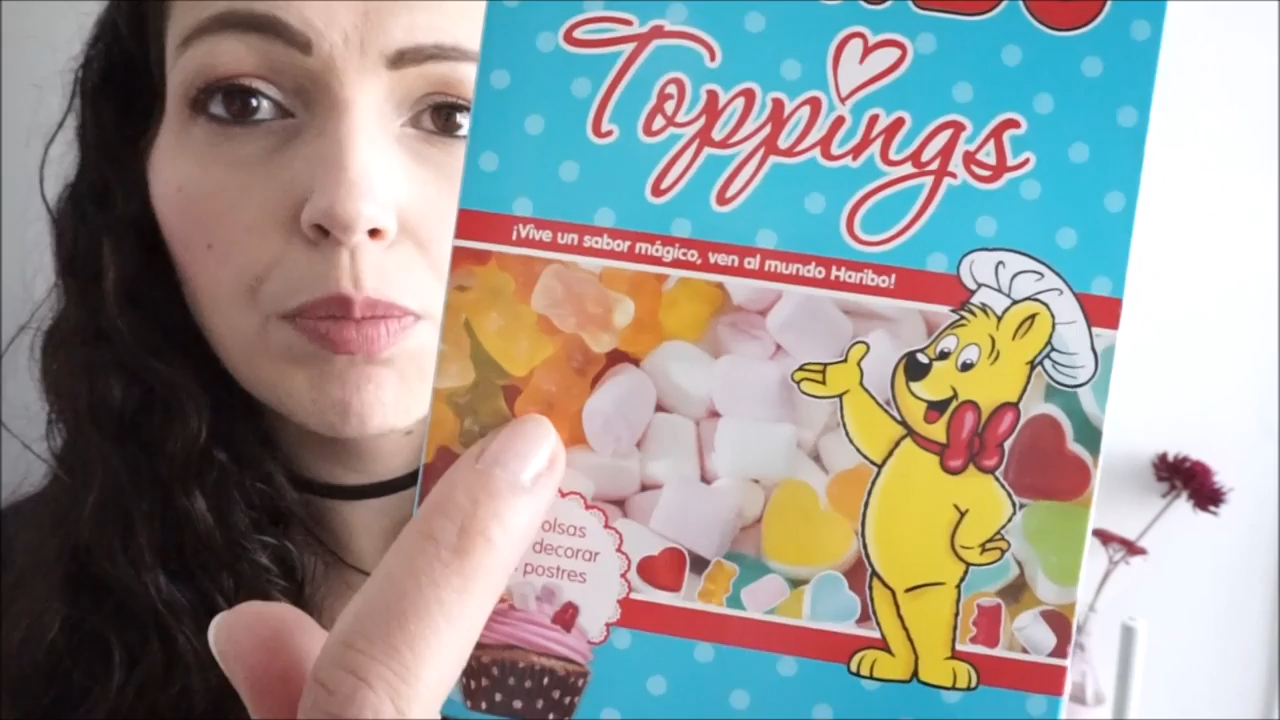 Toppings
¡Vive un sabor mágico, ven al mundo Haribo!
decorar
postres